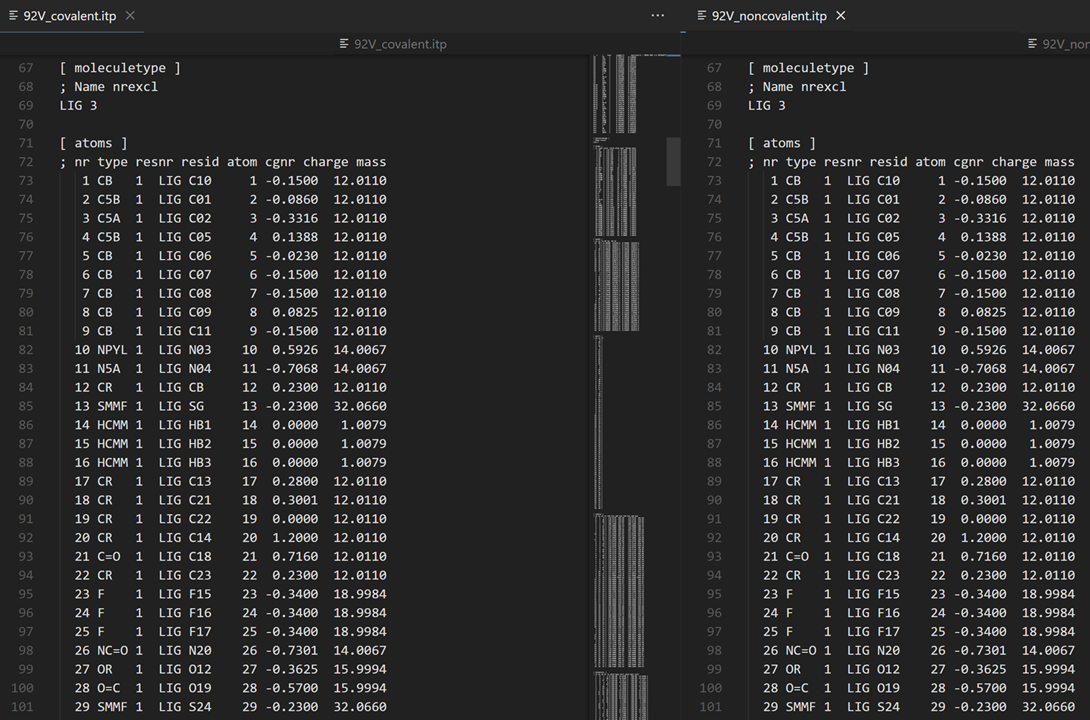 92V_covalent.itp
92V_covalent.itp
67 [ moleculetype ]
68 ; Name nrexcl
69 LIG 3
70
71 [ atoms ]
72 ; nr type resnr resid atom cgnr charge mass
73 1 CB 1 LIG C10 1 -0.1500 12.0110
74 2 C5B 1 LIG C01 2 -0.0860 12.0110
75 3 C5A 1 LIG C02 3 -0.3316 12.0110
76 4 C5B 1 LIG C05 4 0.1388 12.0110
77 5 CB 1 LIG C06 5 -0.0230 12.0110
78 6 CB 1 LIG C07 6 -0.1500 12.0110
79 7 CB 1 LIG C08 7 -0.1500 12.0110
80 8 CB 1 LIG C09 8 0.0825 12.0110
81 9 CB 1 LIG C11 9 -0.1500 12.0110
82 10 NPYL 1 LIG N03 10 0.5926 14.0067
83 11 N5A 1 LIG N04 11 -0.7068 14.0067
84 12 CR 1 LIG CB 12 0.2300 12.0110
85 13 SMMF 1 LIG SG 13 -0.2300 32.0660
86 14 HCMM 1 LIG HB1 14 0.0000 1.0079
87 15 HCMM 1 LIG HB2 15 0.0000 1.0079
88 16 HCMM 1 LIG HB3 16 0.0000 1.0079
89 17 CR 1 LIG C13 17 0.2800 12.0110
90 18 CR 1 LIG C21 18 0.3001 12.0110
91 19 CR 1 LIG C22 19 0.0000 12.0110
92 20 CR 1 LIG C14 20 1.2000 12.0110
93 21 C=O 1 LIG C18 21 0.7160 12.0110
94 22 CR 1 LIG C23 22 0.2300 12.0110
95 23 F 1 LIG F15 23 -0.3400 18.9984
96 24 F 1 LIG F16 24 -0.3400 18.9984
97 25 F 1 LIG F17 25 -0.3400 18.9984
98 26 NC=O 1 LIG N20 26 -0.7301 14.0067
99 27 OR 1 LIG O12 27 -0.3625 15.9994
100 28 O=C 1 LIG O19 28 -0.5700 15.9994
101 29 SMMF 1 LIG S24 29 -0.2300 32.0660
92V_noncovalent.itp
92V_non
67 [ moleculetype ]
68 ; Name nrexcl
69 LIG 3
70
71 [ atoms ]
72 ; nr type resnr resid atom cgnr charge mass
73 1 CB 1 LIG C10 1 -0.1500 12.0110
74 2 C5B 1 LIG C01 2 -0.0860 12.0110
75 3 C5A 1 LIG C02 3 -0.3316 12.0110
76 4 C5B 1 LIG C05 4 0.1388 12.0110
77 5 CB 1 LIG C06 5 -0.0230 12.0110
78 6 CB 1 LIG C07 6 -0.1500 12.0110
79 7 CB 1 LIG C08 7 -0.1500 12.0110
80 8 CB 1 LIG C09 8 0.0825 12.0110
81 9 CB 1 LIG C11 9 -0.1500 12.0110
82 10 NPYL 1 LIG N03 10 0.5926 14.0067
83 11 N5A 1 LIG N04 11 -0.7068 14.0067
84 12 CR 1 LIG CB 12 0.2300 12.0110
85 13 SMMF 1 LIG SG 13 -0.2300 32.0660
86 14 HCMM 1 LIG HB1 14 0.0000 1.0079
87 15 HCMM 1 LIG HB2 15 0.0000 1.0079
88 16 HCMM 1 LIG HB3 16 0.0000 1.0079
89 17 CR 1 LIG C13 17 0.2800 12.0110
90 18 CR 1 LIG C21 18 0.3001 12.0110
91 19 CR 1 LIG C22 19 0.0000 12.0110
92 20 CR 1 LIG C14 20 1.2000 12.0110
93 21 C=O 1 LIG C18 21 0.7160 12.0110
94 22 CR 1 LIG C23 22 0.2300 12.0110
95 23 F 1 LIG F15 23 -0.3400 18.9984
96 24 F 1 LIG F16 24 -0.3400 18.9984
97 25 F 1 LIG F17 25 -0.3400 18.9984
98 26 NC=O 1 LIG N20 26 -0.7301 14.0067
99 27 OR 1 LIG O12 27 -0.3625 15.9994
100 28 O=C 1 LIG O19 28 -0.5700 15.9994
101 29 SMMF 1 LIG S24 29 -0.2300 32.0660